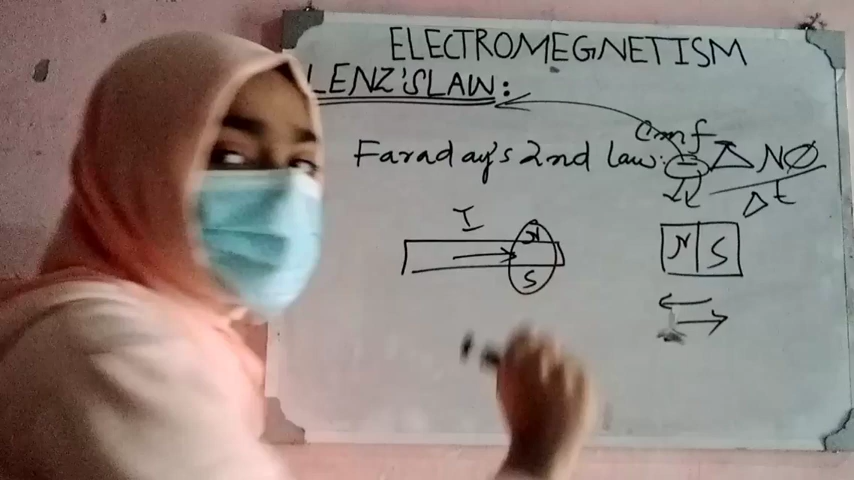 ELECTROMEGNETISM
LENZ'S LAW:
emf
Faraday's 2nd law: = ΔNØ
Δt
I
N
S
N S